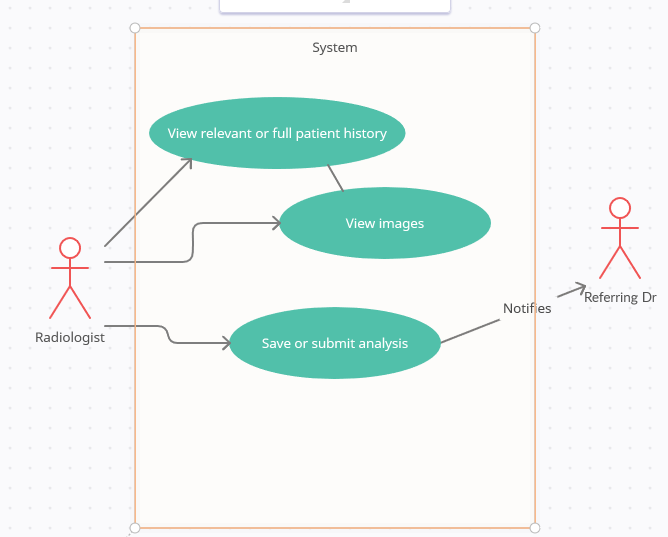 System
View relevant or full patient history
View images
Save or submit analysis
Notifies
Radiologist
Referring Dr